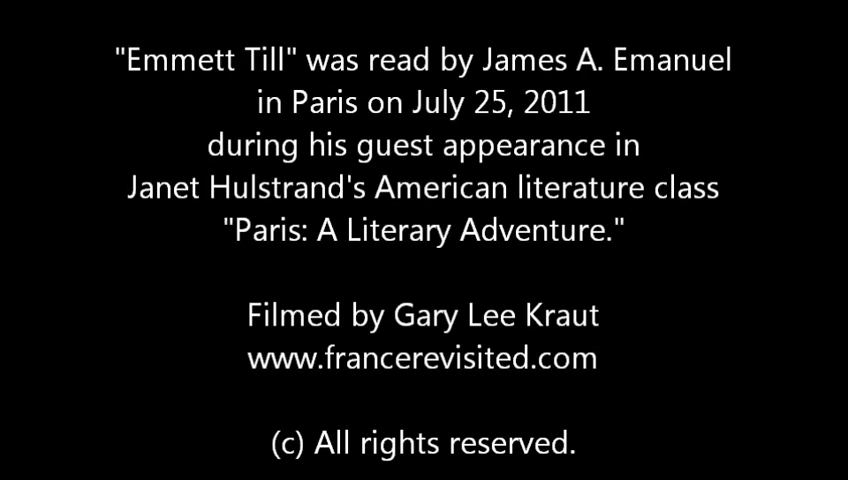 "Emmett Till" was read by James A. Emanuel
in Paris on July 25, 2011
during his guest appearance in
Janet Hulstrand's American literature class
"Paris: A Literary Adventure."
Filmed by Gary Lee Kraut
www.francerevisited.com
(c) All rights reserved.